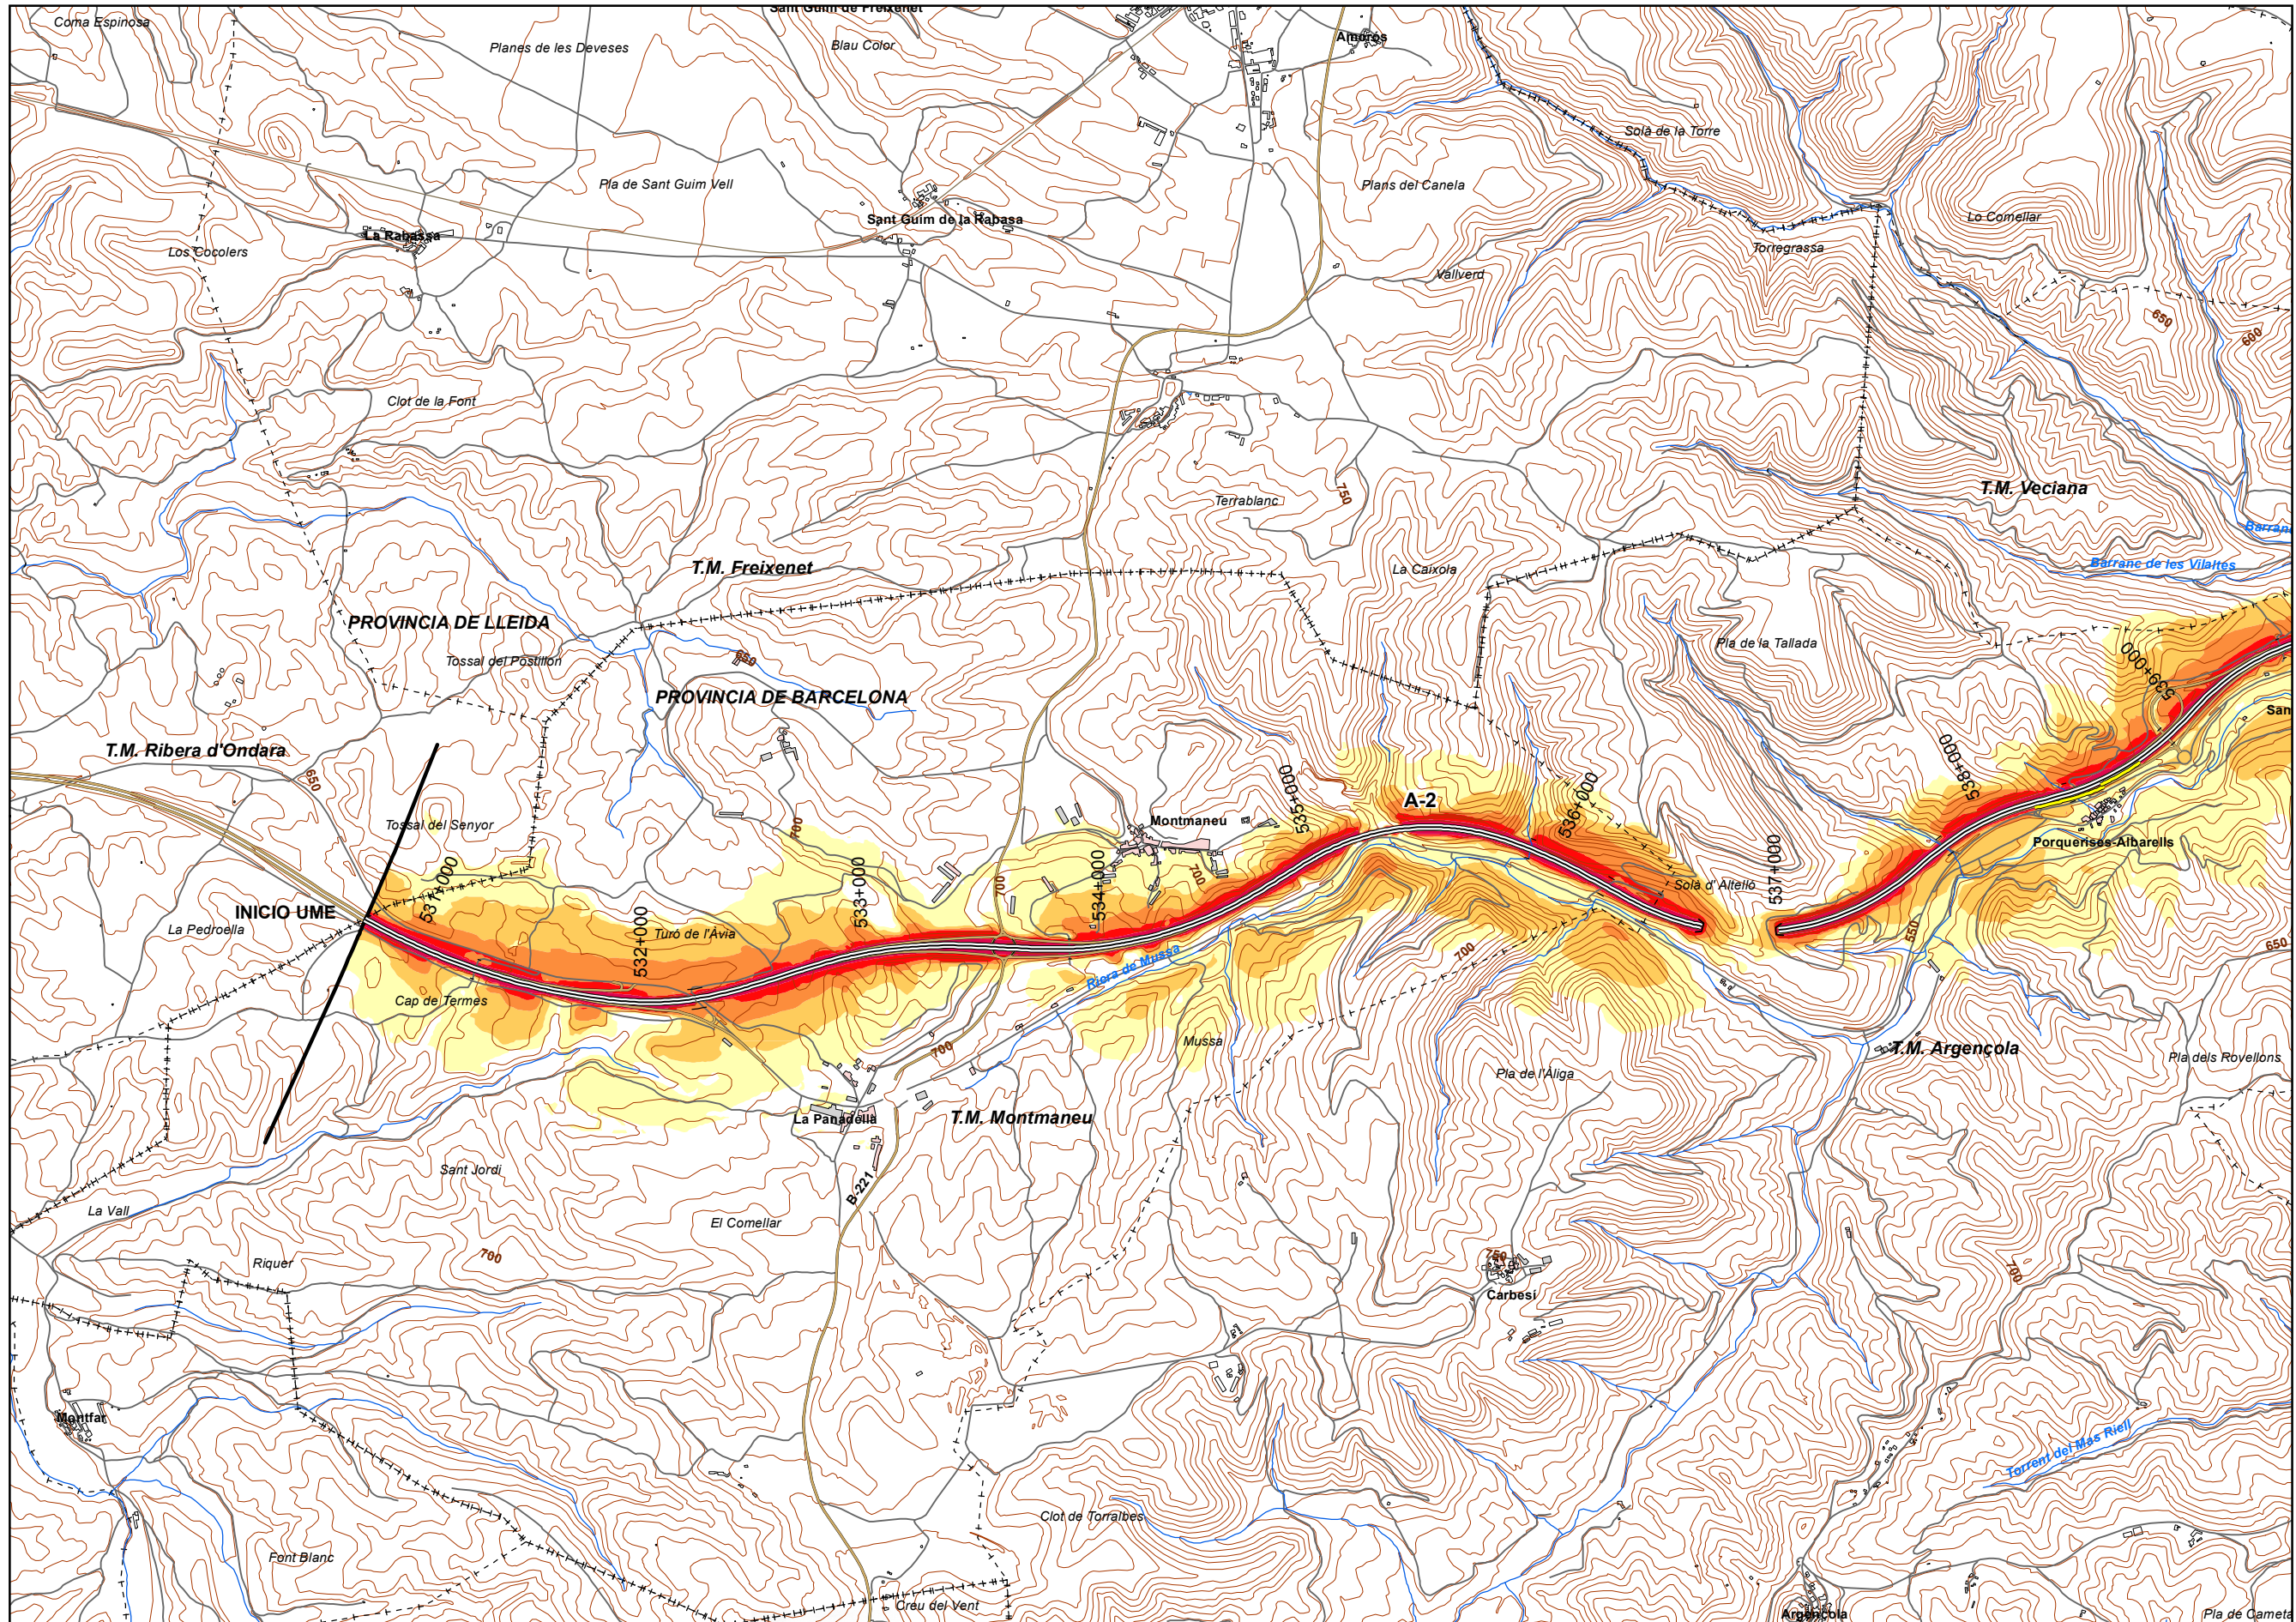 Sant Guim de Freixenet
Coma Espinosa
Planes de les Deveses
Blau Color
Amorós
Solà de la Torre
Pla de Sant Guim Vell
Plans del Canela
Sant Guim de la Rabasa
Lo Comellar
La Rabassa
Los Cocolers
Torregrassa
Vallverd
650
600
Clot de la Font
T.M. Veciana
Terrablanc
750
Barran
Barranc de les Vilaltes
T.M. Freixenet
La Caixola
PROVINCIA DE LLEIDA
Pla de la Tallada
Tossal del Postillon
650
539+000
PROVINCIA DE BARCELONA
San
T.M. Ribera d'Ondara
650
538+000
535+000
A-2
536+000
Tossal del Senyor
700
Montmaneu
Porquerises-Albarells
531+000
533+000
534+000
700
537+000
700
Solà d'Altelló
INICIO UME
La Pedroella
532+000
Turó de l'Àvia
550
650
700
Riera de Mussa
Cap de Termes
Mussa
700
T.M. Argençola
Pla dels Rovellons
Pla de l'Àliga
La Panadella
T.M. Montmaneu
Sant Jordi
B-221
La Vall
El Comellar
Riquer
700
750
700
Carbesí
Montfar
Torrent del Mas Riell
Clot de Torralbes
Font Blanc
Creu del Vent
Argençola
Pla de Cameta